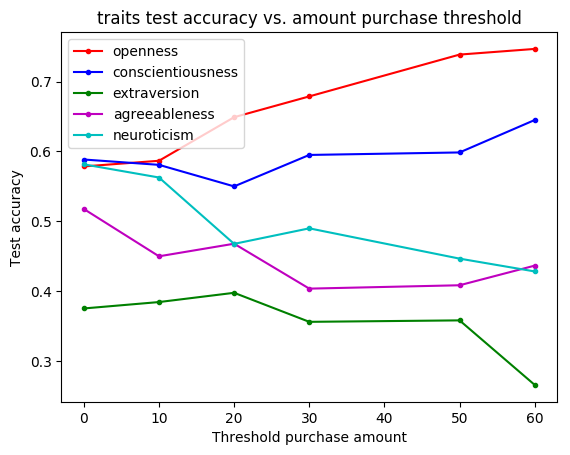 traits test accuracy vs. amount purchase threshold
openness
conscientiousness
extraversion
agreeableness
neuroticism
Test accuracy
0.7
0.6
0.5
0.4
0.3
0 10 20 30 40 50 60
Threshold purchase amount